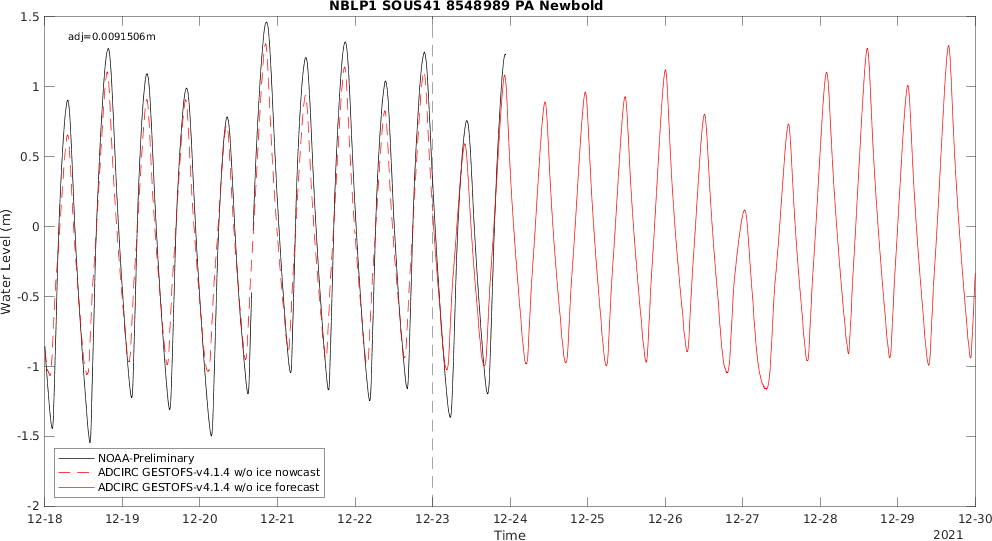 NBLP1 SOUS41 8548989 PA Newbold
adj=0.0091506m
1.5
1
0.5
0
-0.5
-1
-1.5
-2
Water Level (m)
NOAA-Preliminary
ADCIRC GESTOFS-v4.1.4 w/o ice nowcast
ADCIRC GESTOFS-v4.1.4 w/o ice forecast
12-18 12-19 12-20 12-21 12-22 12-23 12-24 12-25 12-26 12-27 12-28 12-29 12-30
Time
2021